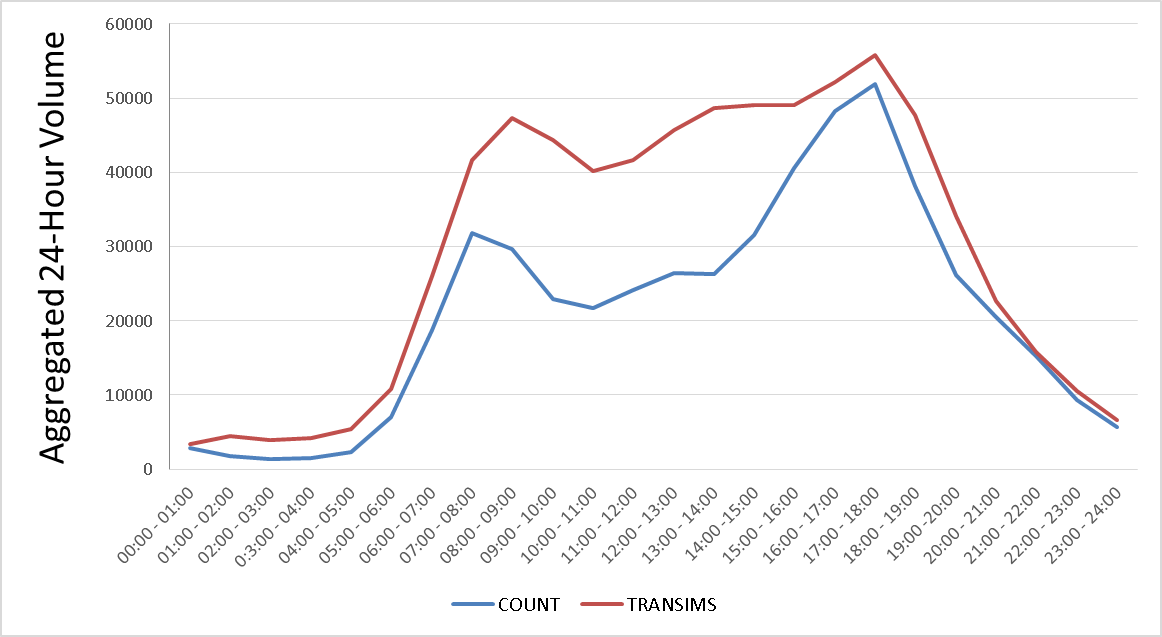 Aggregated 24-Hour Volume
60000
50000
40000
30000
20000
10000
0
00:00 - 01:00
01:00 - 02:00
02:00 - 03:00
0:3:00 - 04:00
04:00 - 05:00
05:00 - 06:00
06:00 - 07:00
07:00 - 08:00
08:00 - 09:00
09:00 - 10:00
10:00 - 11:00
11:00 - 12:00
12:00 - 13:00
13:00 - 14:00
14:00 -15:00
15:00 - 16:00
16:00 - 17:00
17:00 - 18:00
18:00 - 19:00
19:00 -20:00
20:00 - 21:00
21:00 - 22:00
22:00 - 23:00
23:00 - 24:00
COUNT TRANSIMS